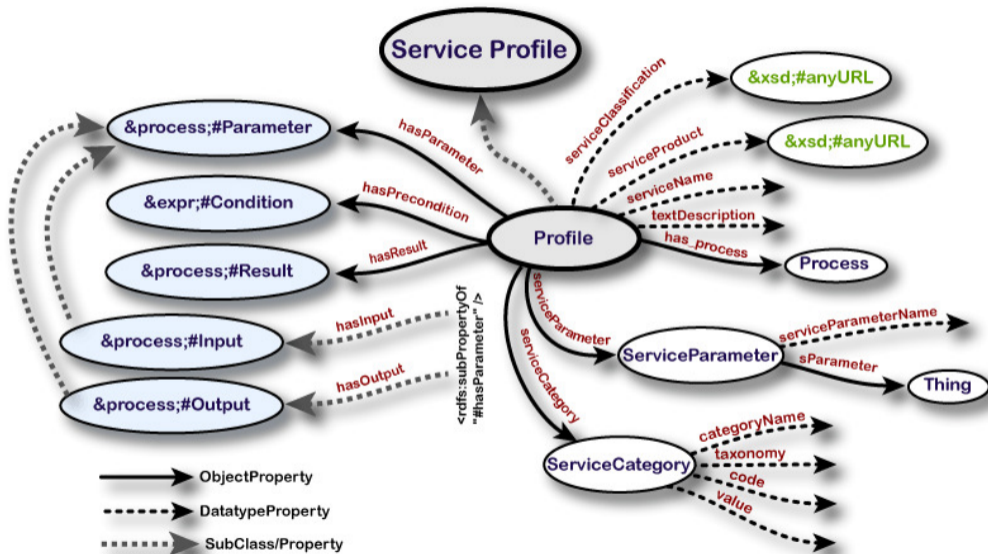 Service Profile
&xsd;#anyURL
serviceClassification
&process;#Parameter
hasParameter
serviceProduct
&xsd;#anyURL
serviceName
&expr;#Condition
hasPrecondition
textDescription
Profile
has_process
&process;#Result
hasResult
Process
serviceParameter
<rdfs:subPropertyOf
"#hasParameter" />
serviceCategory
&process;#Input
hasInput
ServiceParameter
serviceParameterName
sParameter
Thing
&process;#Output
hasOutput
ServiceCategory
categoryName
taxonomy
code
value
ObjectProperty
DatatypeProperty
SubClass/Property